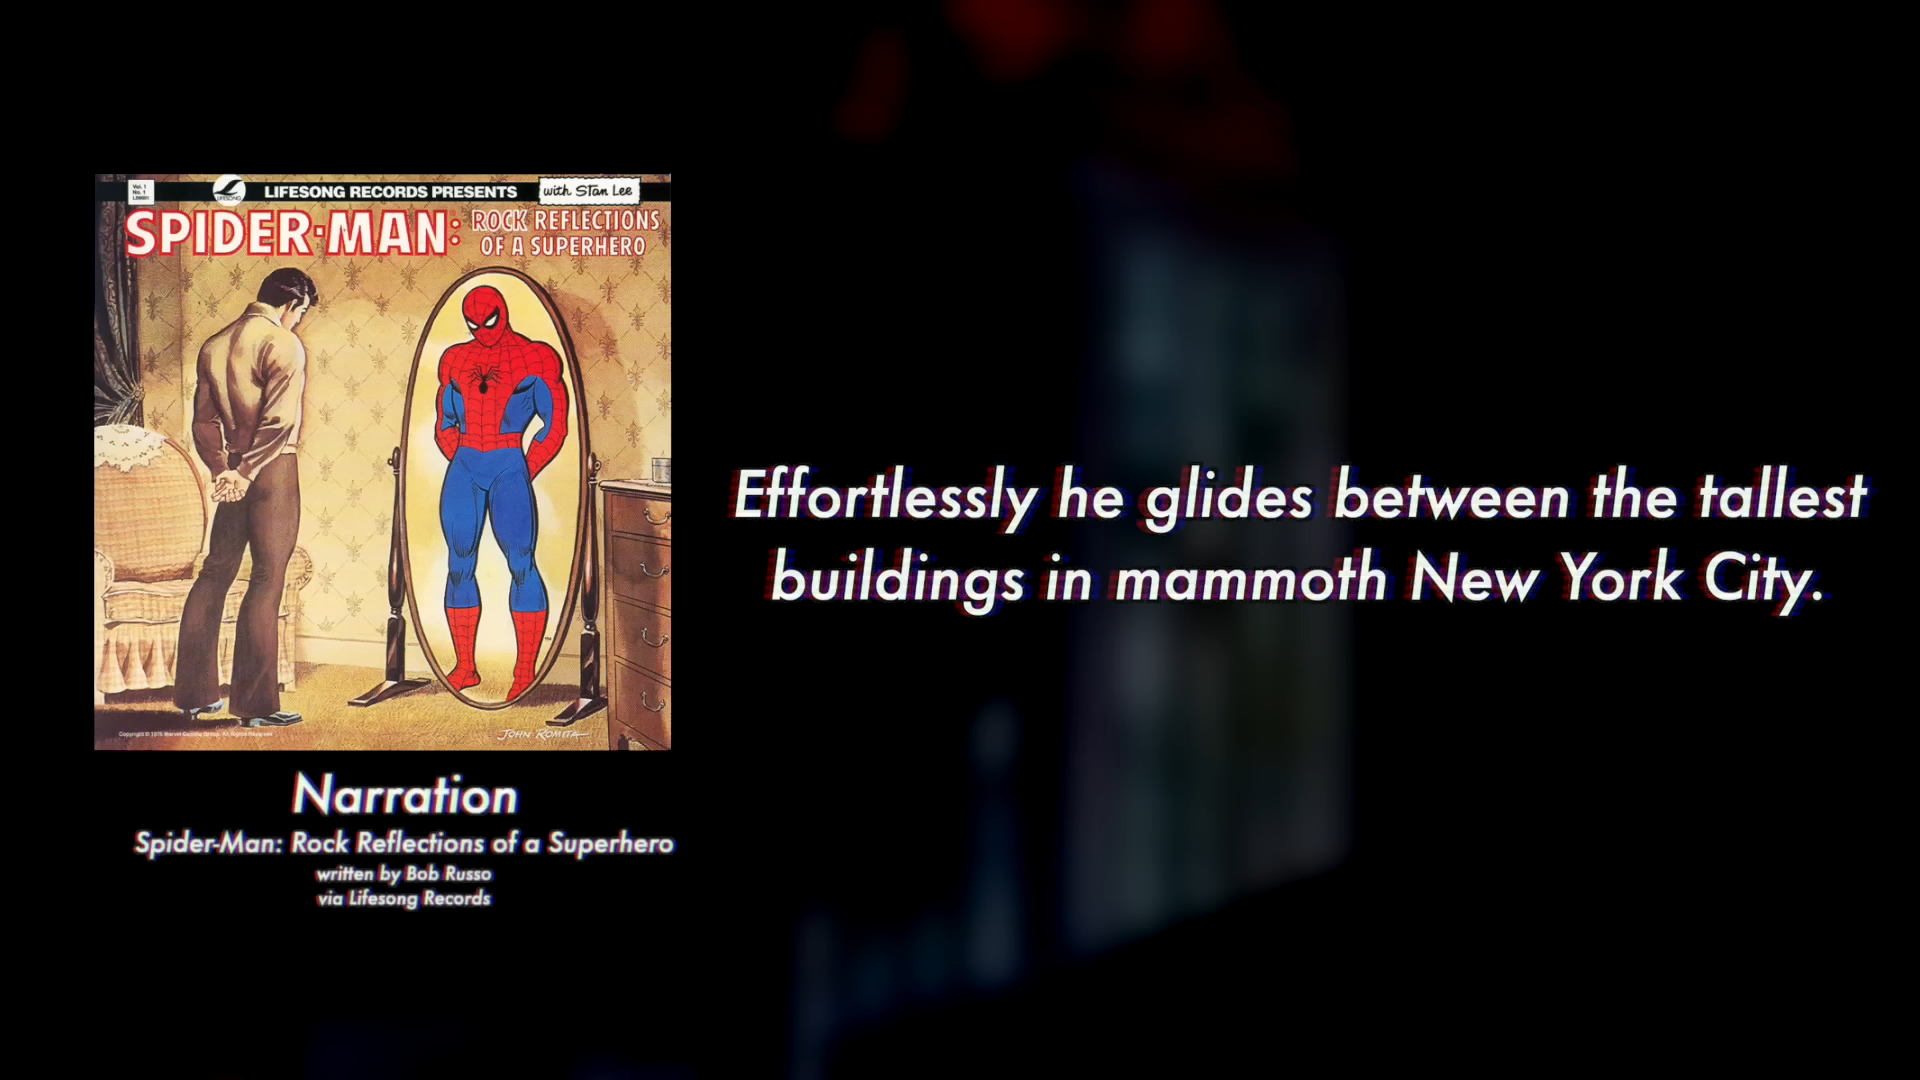 Vol. 1
No. 1
LIFESONG
LIFESONG RECORDS PRESENTS
with Stan Lee
SPIDER·MAN:
ROCK REFLECTIONS
OF A SUPERHERO
Effortlessly he glides between the tallest
buildings in mammoth New York City.
JOHN ROMITA
Narration
Spider-Man: Rock Reflections of a Superhero
written by Bob Russo
via Lifesong Records